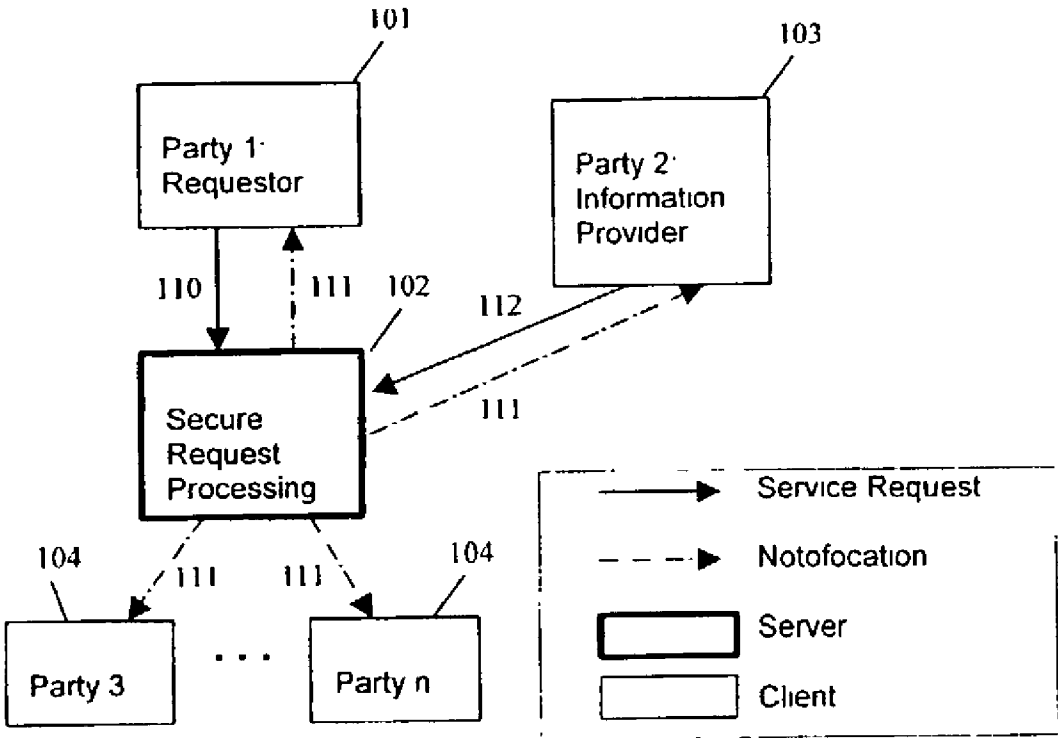 101
103
Party 1:
Requestor
Party 2:
Information
Provider
110
111
102
112
111
Secure
Request
Processing
104
111
111
104
Party 3
. . .
Party n
Service Request
Notofocation
Server
Client